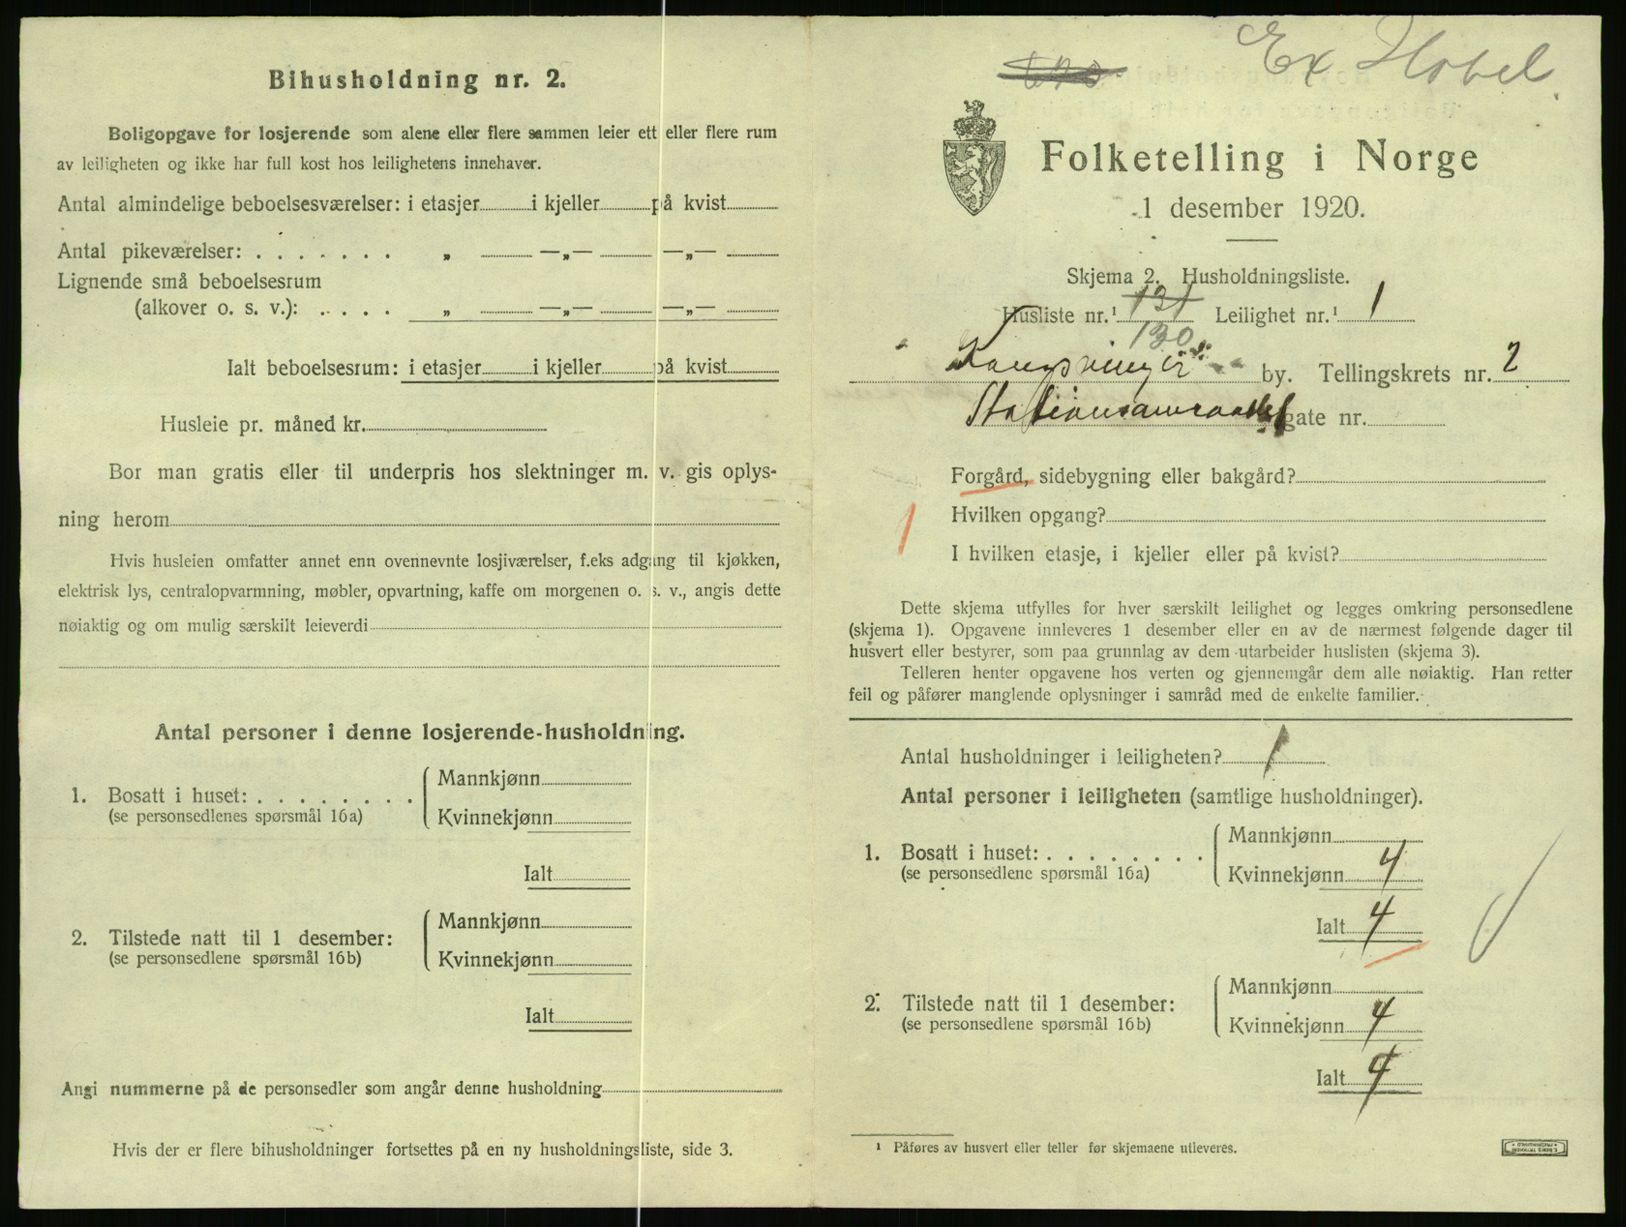 Bihusholdning nr. 2.
Boligopgave for losjerende som alene eller flere sammen leier ett eller flere rum
av leiligheten og ikke har full kost hos leilighetens innehaver.
Antal almindelige beboelsesværelser: i etasjer i kjeller på kvist
Antal pikeværelser: . . . . . . . „ —„— —„—
Lignende små beboelsesrum
(alkover o. s. v.): . . . . „ —„— —„—
Ialt beboelsesrum: i etasjer i kjeller på kvist
Husleie pr. måned kr.
Bor man gratis eller til underpris hos slektninger m. v. gis oplys-
ning herom
Hvis husleien omfatter annet enn ovennevnte losjiværelser, f.eks adgang til kjøkken,
elektrisk lys, centralopvarmning, møbler, opvartning, kaffe om morgenen o. s. v., angis dette
nøiaktig og om mulig særskilt leieverdi
Antal personer i denne losjerende-husholdning.
1. Bosatt i huset: . . . . . . . .
(se personsedlenes spørsmål 16a)
Mannkjønn
Kvinnekjønn
Ialt
2. Tilstede natt til 1 desember:
(se personsedlene spørsmål 16b)
Mannkjønn
Kvinnekjønn
Ialt
Angi nummerne på de personsedler som angår denne husholdning
Hvis der er flere bihusholdninger fortsettes på en ny husholdningsliste, side 3.
Ex Hobel
Folketelling i Norge
1 desember 1920.
Skjema 2. Husholdningsliste.
Husliste nr.¹ 131 Leilighet nr.¹ 1
130
Kongsvinger by. Tellingskrets nr. 2
Stationsamraadet gate nr.
Forgård, sidebygning eller bakgård?
1 Hvilken opgang?
I hvilken etasje, i kjeller eller på kvist?
Dette skjema utfylles for hver særskilt leilighet og legges omkring personsedlene
(skjema 1). Opgavene innleveres 1 desember eller en av de nærmest følgende dager til
husvert eller bestyrer, som paa grunnlag av dem utarbeider huslisten (skjema 3).
Telleren henter opgavene hos verten og gjennemgår dem alle nøiaktig. Han retter
feil og påfører manglende oplysninger i samråd med de enkelte familier.
Antal husholdninger i leiligheten? 1
Antal personer i leiligheten (samtlige husholdninger).
1. Bosatt i huset: . . . . . . . .
(se personsedlene spørsmål 16a)
Mannkjønn
Kvinnekjønn 4
Ialt 4
2. Tilstede natt til 1 desember:
(se personsedlene spørsmål 16b)
Mannkjønn
Kvinnekjønn 4
Ialt 4
¹ Påføres av husvert eller teller før skjemaene utleveres.